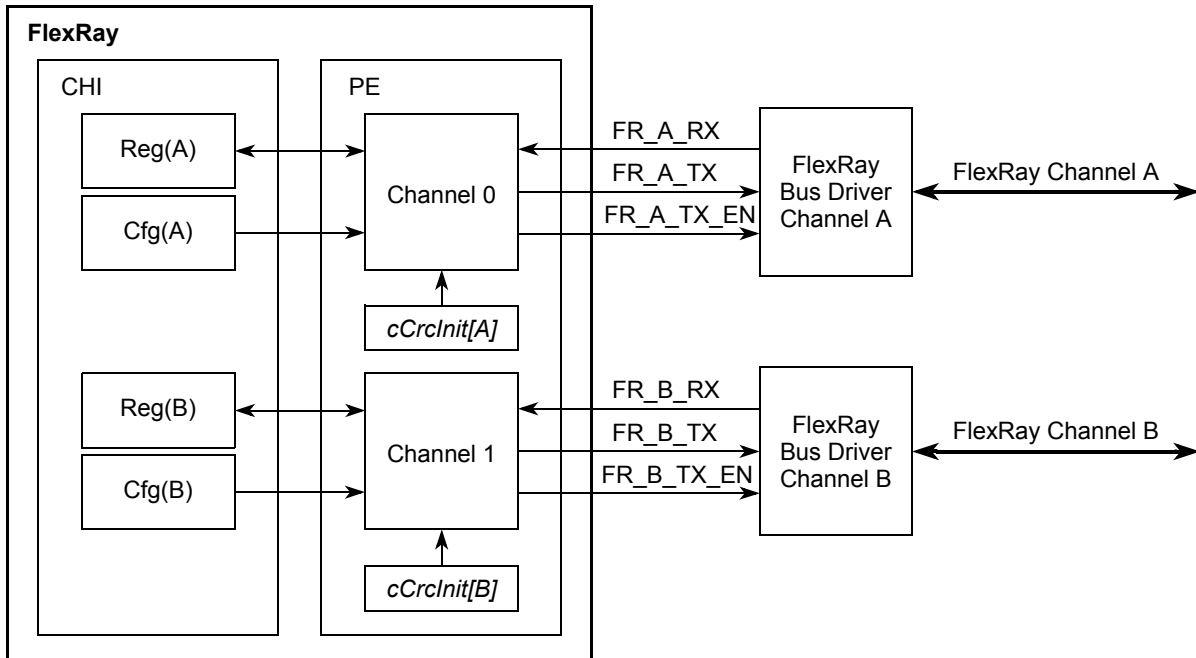 FlexRay
CHI
PE
Reg(A)
Cfg(A)
Channel 0
cCrcInit[A]
FR_A_RX
FR_A_TX
FR_A_TX_EN
FlexRay
Bus Driver
Channel A
FlexRay Channel A
Reg(B)
Cfg(B)
Channel 1
cCrcInit[B]
FR_B_RX
FR_B_TX
FR_B_TX_EN
FlexRay
Bus Driver
Channel B
FlexRay Channel B